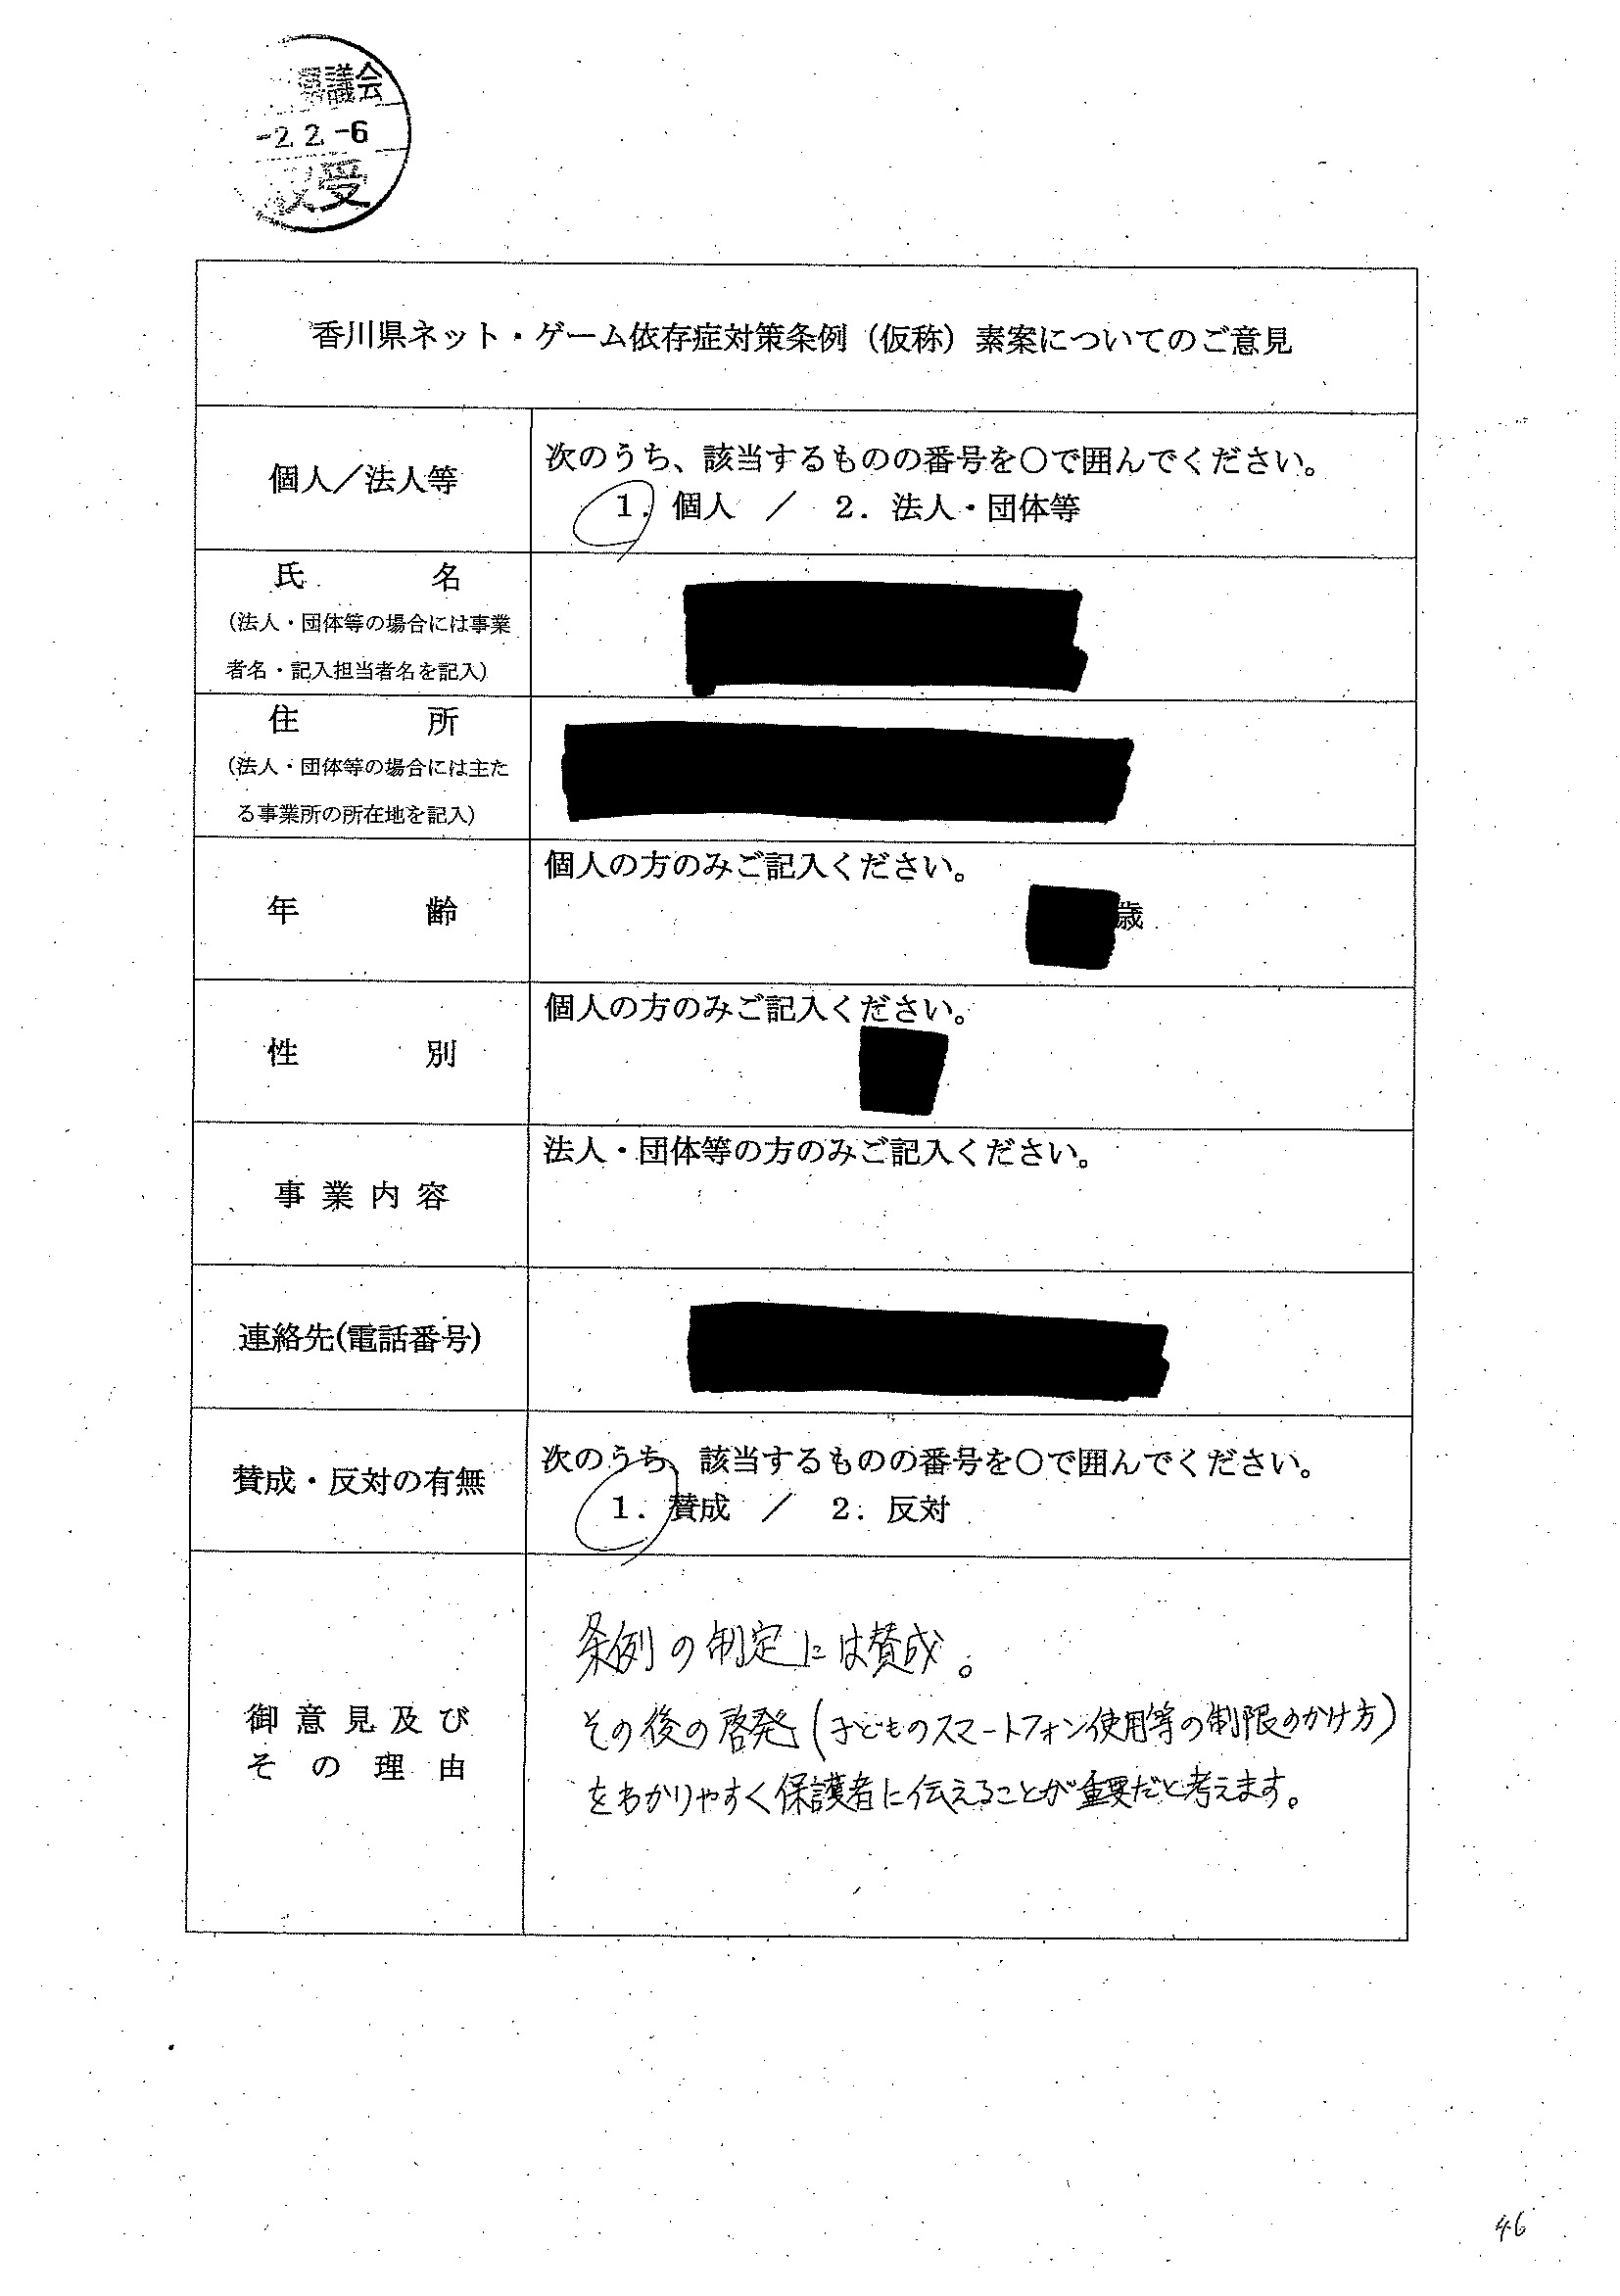 県議会
-2.2.-6
収受
香川県ネット・ゲーム依存症対策条例（仮称）素案についてのご意見
個人／法人等
次のうち、該当するものの番号を〇で囲んでください。
1. 個人 ／ 2. 法人・団体等
氏 名
（法人・団体等の場合には事業
者名・記入担当者名を記入）
住 所
（法人・団体等の場合には主た
る事業所の所在地を記入）
年 齢
個人の方のみご記入ください。
歳
性 別
個人の方のみご記入ください。
事業内容
法人・団体等の方のみご記入ください。
連絡先(電話番号)
賛成・反対の有無
次のうち、該当するものの番号を〇で囲んでください。
1. 賛成 ／ 2. 反対
御意見及び
その理由
条例の制定には賛成。
その後の啓発(子どものスマートフォン使用等の制限のかけ方)
をわかりやすく保護者に伝えることが重要だと考えます。
46